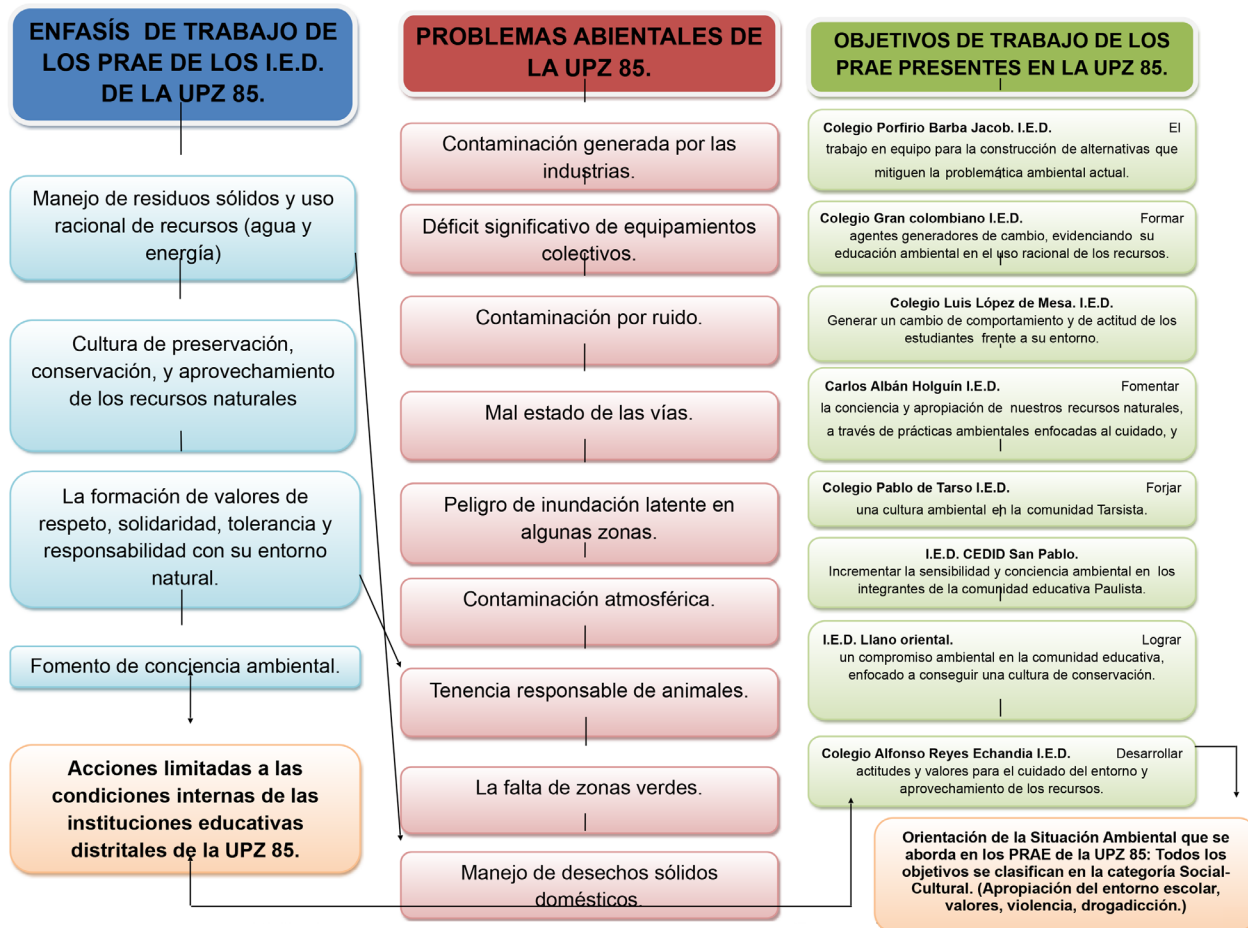 ENFASÍS DE TRABAJO DE
LOS PRAE DE LOS I.E.D.
DE LA UPZ 85.
Manejo de residuos sólidos y uso
racional de recursos (agua y
energía)
Cultura de preservación,
conservación, y aprovechamiento
de los recursos naturales
La formación de valores de
respeto, solidaridad, tolerancia y
responsabilidad con su entorno
natural.
Fomento de conciencia ambiental.
Acciones limitadas a las
condiciones internas de las
instituciones educativas
distritales de la UPZ 85.
PROBLEMAS ABIENTALES DE
LA UPZ 85.
Contaminación generada por las
industrias.
Déficit significativo de equipamientos
colectivos.
Contaminación por ruido.
Mal estado de las vías.
Peligro de inundación latente en
algunas zonas.
Contaminación atmosférica.
Tenencia responsable de animales.
La falta de zonas verdes.
Manejo de desechos sólidos
domésticos.
OBJETIVOS DE TRABAJO DE LOS
PRAE PRESENTES EN LA UPZ 85.
Colegio Porfirio Barba Jacob. I.E.D. El
trabajo en equipo para la construcción de alternativas que
mitiguen la problemática ambiental actual.
Colegio Gran colombiano I.E.D. Formar
agentes generadores de cambio, evidenciando su
educación ambiental en el uso racional de los recursos.
Colegio Luis López de Mesa. I.E.D.
Generar un cambio de comportamiento y de actitud de los
estudiantes frente a su entorno.
Carlos Albán Holguín I.E.D. Fomentar
la conciencia y apropiación de nuestros recursos naturales,
a través de prácticas ambientales enfocadas al cuidado, y
Colegio Pablo de Tarso I.E.D. Forjar
una cultura ambiental en la comunidad Tarsista.
I.E.D. CEDID San Pablo.
Incrementar la sensibilidad y conciencia ambiental en los
integrantes de la comunidad educativa Paulista.
I.E.D. Llano oriental. Lograr
un compromiso ambiental en la comunidad educativa,
enfocado a conseguir una cultura de conservación.
Colegio Alfonso Reyes Echandia I.E.D. Desarrollar
actitudes y valores para el cuidado del entorno y
aprovechamiento de los recursos.
Orientación de la Situación Ambiental que se
aborda en los PRAE de la UPZ 85: Todos los
objetivos se clasifican en la categoría Social-
Cultural. (Apropiación del entorno escolar,
valores, violencia, drogadicción.)